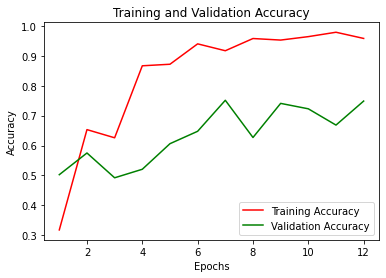 Training and Validation Accuracy
1.0
0.9
0.8
0.7
0.6
0.5
0.4
0.3
Accuracy
2 4 6 8 10 12
Epochs
Training Accuracy
Validation Accuracy